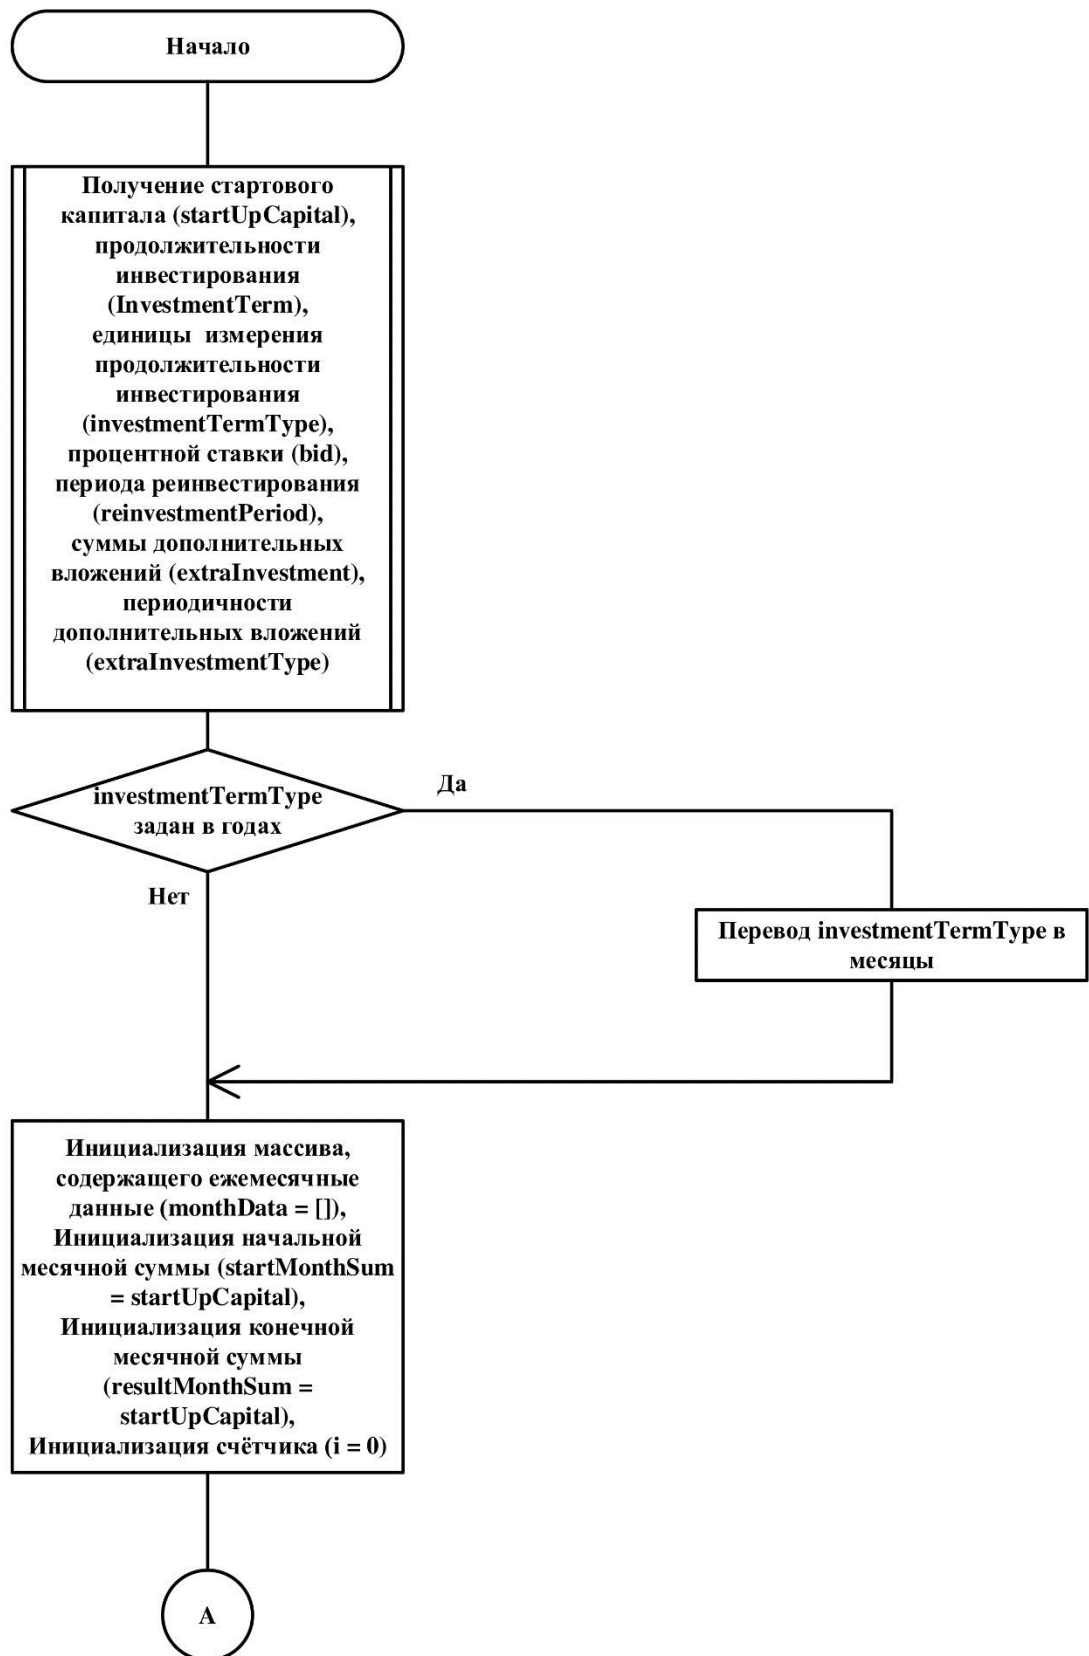 Начало
Получение стартового
капитала (startUpCapital),
продолжительности
инвестирования
(InvestmentTerm),
единицы измерения
продолжительности
инвестирования
(investmentTermType),
процентной ставки (bid),
периода реинвестирования
(reinvestmentPeriod),
суммы дополнительных
вложений (extraInvestment),
периодичности
дополнительных вложений
(extraInvestmentType)
investmentTermType
задан в годах
Да
Нет
Перевод investmentTermType в
месяцы
Инициализация массива,
содержащего ежемесячные
данные (monthData = []),
Инициализация начальной
месячной суммы (startMonthSum
= startUpCapital),
Инициализация конечной
месячной суммы
(resultMonthSum =
startUpCapital),
Инициализация счётчика (i = 0)
А